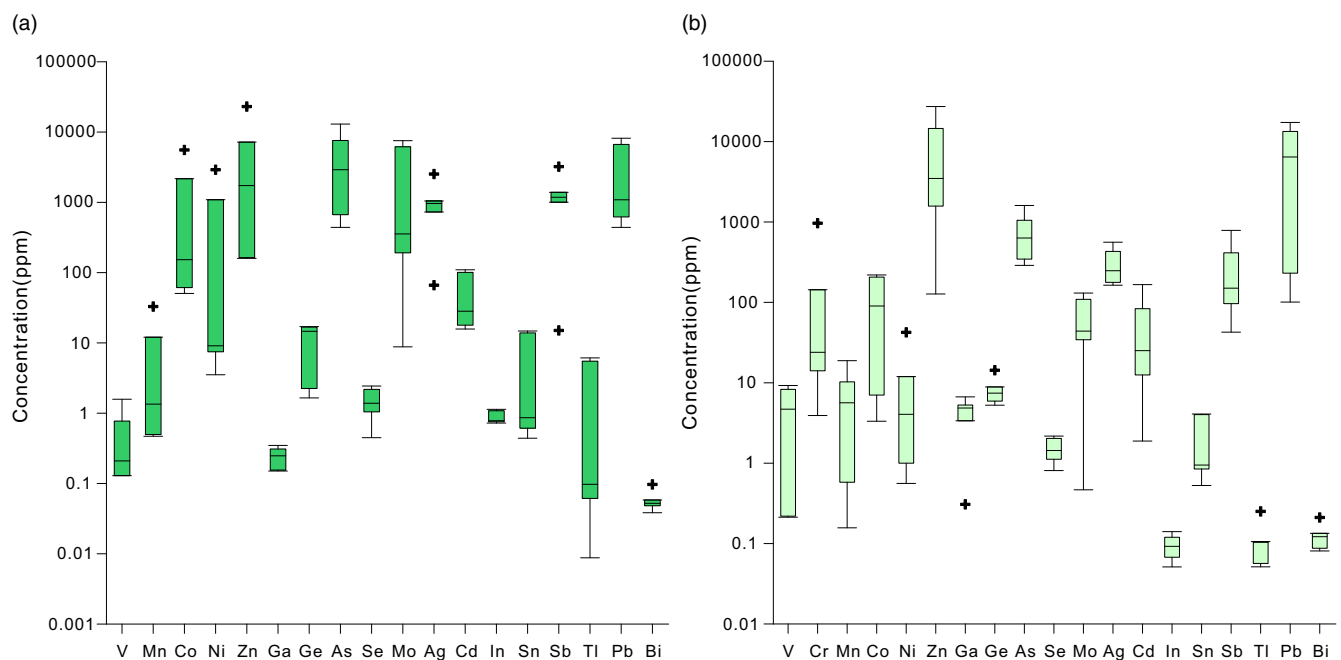 (a)
100000
10000
1000
100
10
1
0.1
0.01
0.001
Concentration(ppm)
V Mn Co Ni Zn Ga Ge As Se Mo Ag Cd In Sn Sb Tl Pb Bi
(b)
100000
10000
1000
100
10
1
0.1
0.01
Concentration(ppm)
V Cr Mn Co Ni Zn Ga Ge As Se Mo Ag Cd In Sn Sb Tl Pb Bi